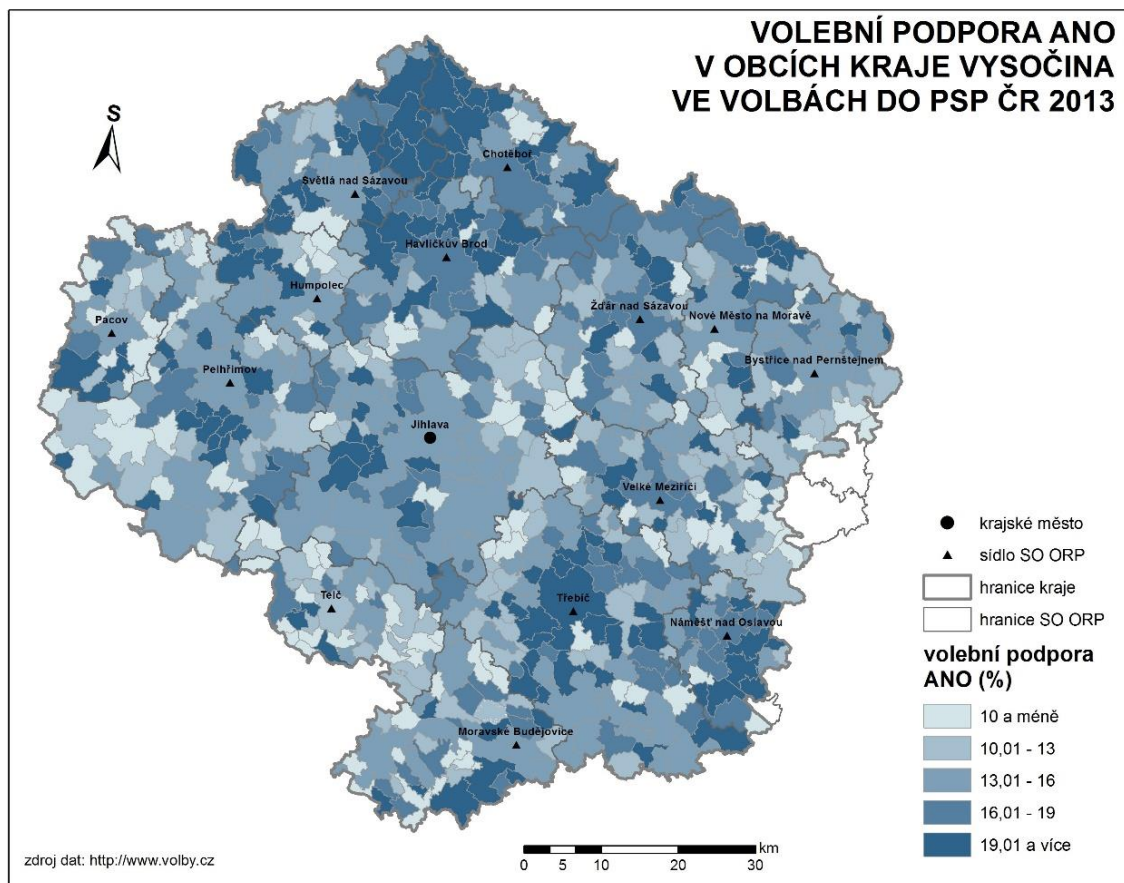 VOLEBNÍ PODPORA ANO
V OBCÍCH KRAJE VYSOČINA
VE VOLBÁCH DO PSP ČR 2013
S
Chotěboř
Světlá nad Sázavou
Havlíčkův Brod
Humpolec
Žďár nad Sázavou
Nové Město na Moravě
Pacov
Bystřice nad Pernštejnem
Pelhřimov
Jihlava
Velké Meziříčí
Telč
Třebíč
Náměšť nad Oslavou
Moravské Budějovice
krajské město
sídlo SO ORP
hranice kraje
hranice SO ORP
volební podpora
ANO (%)
10 a méně
10,01 - 13
13,01 - 16
16,01 - 19
19,01 a více
zdroj dat: http://www.volby.cz
km
0 5 10 20 30